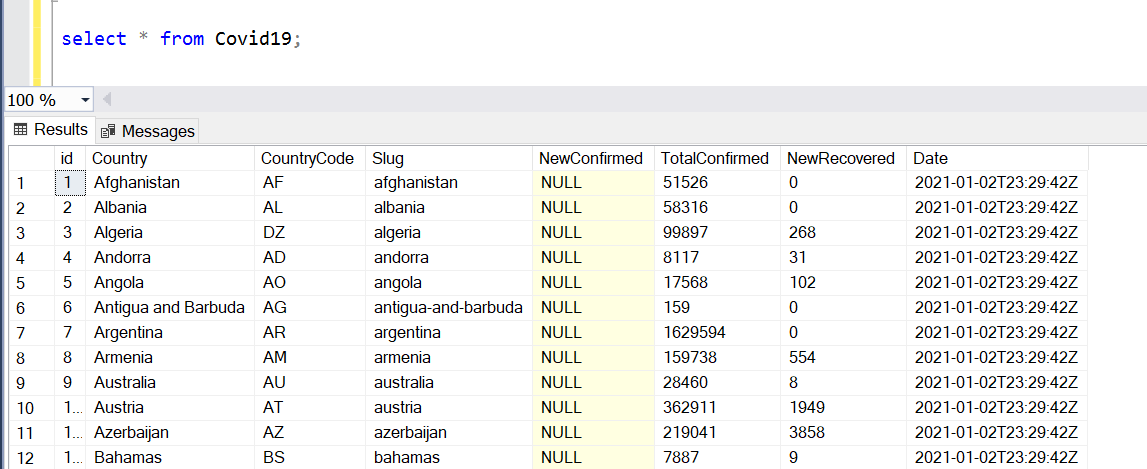 select * from Covid19;
100 %
Results Messages
id Country CountryCode Slug NewConfirmed TotalConfirmed NewRecovered Date
1 1 Afghanistan AF afghanistan NULL 51526 0 2021-01-02T23:29:42Z
2 2 Albania AL albania NULL 58316 0 2021-01-02T23:29:42Z
3 3 Algeria DZ algeria NULL 99897 268 2021-01-02T23:29:42Z
4 4 Andorra AD andorra NULL 8117 31 2021-01-02T23:29:42Z
5 5 Angola AO angola NULL 17568 102 2021-01-02T23:29:42Z
6 6 Antigua and Barbuda AG antigua-and-barbuda NULL 159 0 2021-01-02T23:29:42Z
7 7 Argentina AR argentina NULL 1629594 0 2021-01-02T23:29:42Z
8 8 Armenia AM armenia NULL 159738 554 2021-01-02T23:29:42Z
9 9 Australia AU australia NULL 28460 8 2021-01-02T23:29:42Z
10 1... Austria AT austria NULL 362911 1949 2021-01-02T23:29:42Z
11 1... Azerbaijan AZ azerbaijan NULL 219041 3858 2021-01-02T23:29:42Z
12 1... Bahamas BS bahamas NULL 7887 9 2021-01-02T23:29:42Z